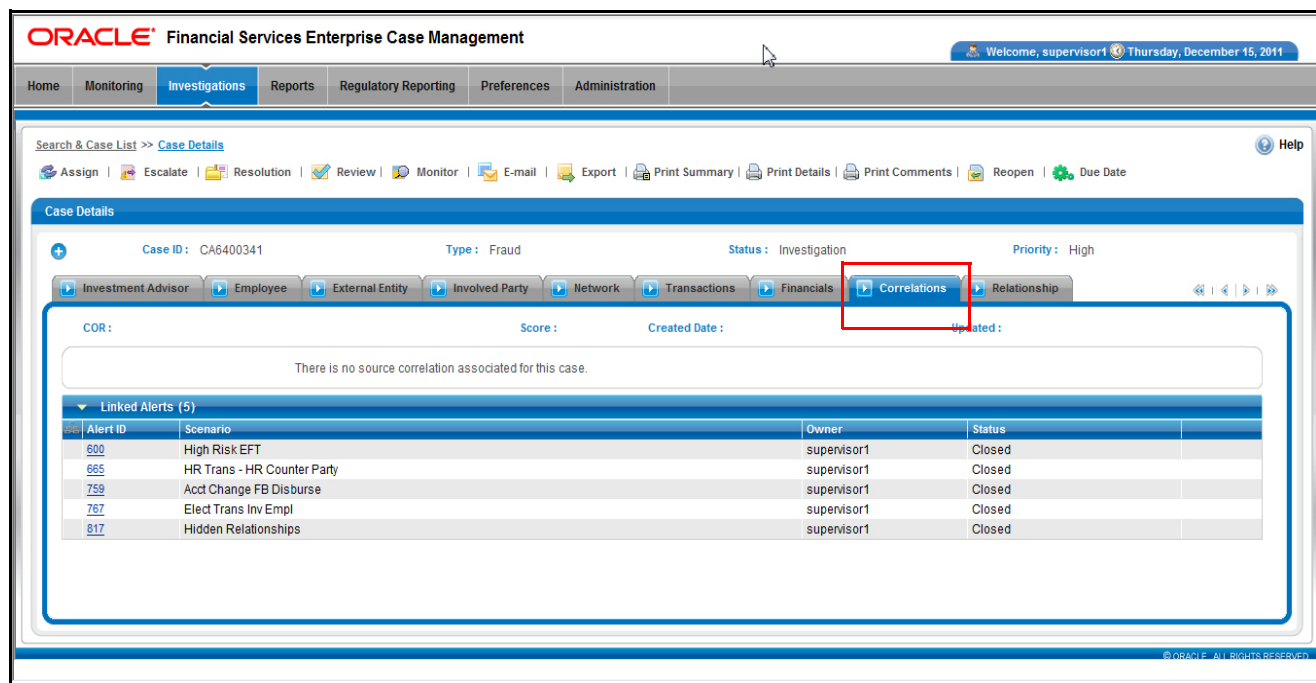 ORACLE Financial Services Enterprise Case Management
Welcome, supervisor1 Thursday, December 15, 2011
Home Monitoring Investigations Reports Regulatory Reporting Preferences Administration
Search & Case List >> Case Details Help
Assign | Escalate | Resolution | Review | Monitor | E-mail | Export | Print Summary | Print Details | Print Comments | Reopen | Due Date
Case Details
Case ID : CA6400341 Type : Fraud Status : Investigation Priority : High
Investment Advisor Employee External Entity Involved Party Network Transactions Financials Correlations Relationship
COR : Score : Created Date : Updated :
There is no source correlation associated for this case.
Linked Alerts (5)
Alert ID Scenario Owner Status
600 High Risk EFT supervisor1 Closed
665 HR Trans - HR Counter Party supervisor1 Closed
759 Acct Change FB Disburse supervisor1 Closed
767 Elect Trans Inv Empl supervisor1 Closed
817 Hidden Relationships supervisor1 Closed
© ORACLE. ALL RIGHTS RESERVED